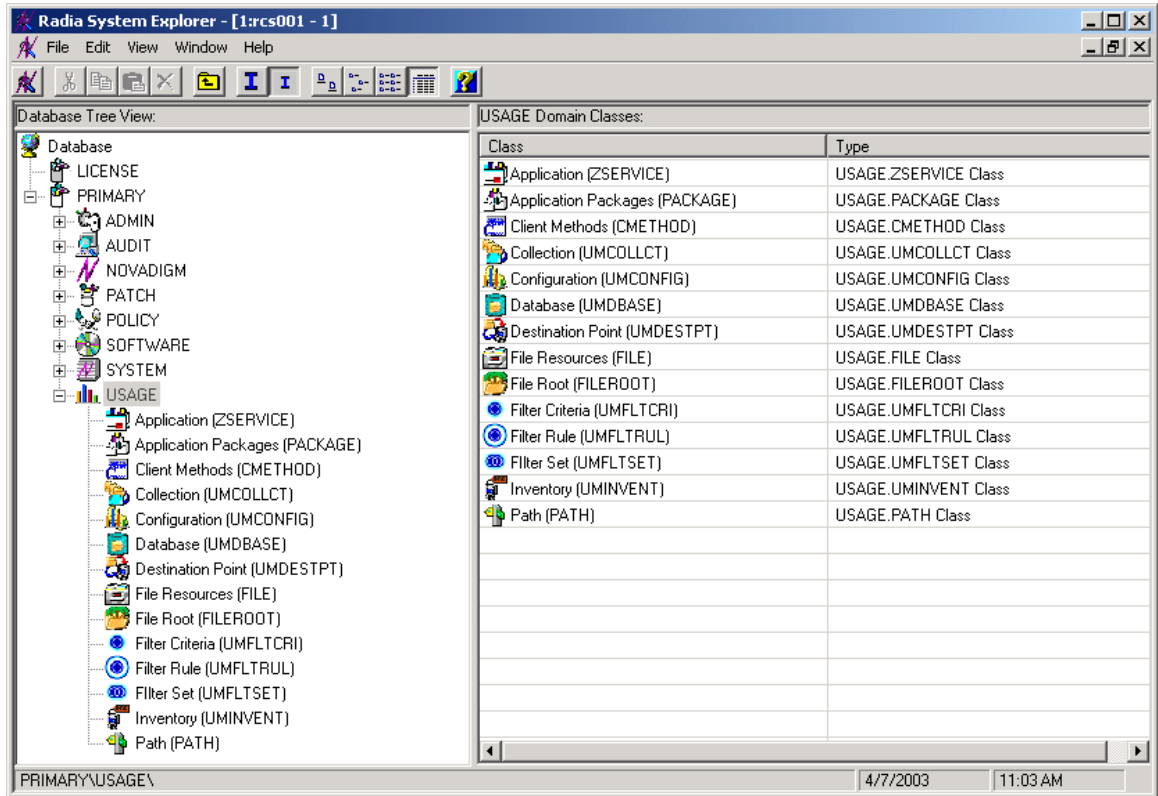 Radia System Explorer - [1:rcs001 - 1]
File Edit View Window Help
Database Tree View:
Database
LICENSE
PRIMARY
ADMIN
AUDIT
NOVADIGM
PATCH
POLICY
SOFTWARE
SYSTEM
USAGE
Application (ZSERVICE)
Application Packages (PACKAGE)
Client Methods (CMETHOD)
Collection (UMCOLLCT)
Configuration (UMCONFIG)
Database (UMDBASE)
Destination Point (UMDESTPT)
File Resources (FILE)
File Root (FILEROOT)
Filter Criteria (UMFLTCRI)
Filter Rule (UMFLTRUL)
FIlter Set (UMFLTSET)
Inventory (UMINVENT)
Path (PATH)
USAGE Domain Classes:
Class Type
Application (ZSERVICE) USAGE.ZSERVICE Class
Application Packages (PACKAGE) USAGE.PACKAGE Class
Client Methods (CMETHOD) USAGE.CMETHOD Class
Collection (UMCOLLCT) USAGE.UMCOLLCT Class
Configuration (UMCONFIG) USAGE.UMCONFIG Class
Database (UMDBASE) USAGE.UMDBASE Class
Destination Point (UMDESTPT) USAGE.UMDESTPT Class
File Resources (FILE) USAGE.FILE Class
File Root (FILEROOT) USAGE.FILEROOT Class
Filter Criteria (UMFLTCRI) USAGE.UMFLTCRI Class
Filter Rule (UMFLTRUL) USAGE.UMFLTRUL Class
FIlter Set (UMFLTSET) USAGE.UMFLTSET Class
Inventory (UMINVENT) USAGE.UMINVENT Class
Path (PATH) USAGE.PATH Class
PRIMARY\USAGE\ 4/7/2003 11:03 AM